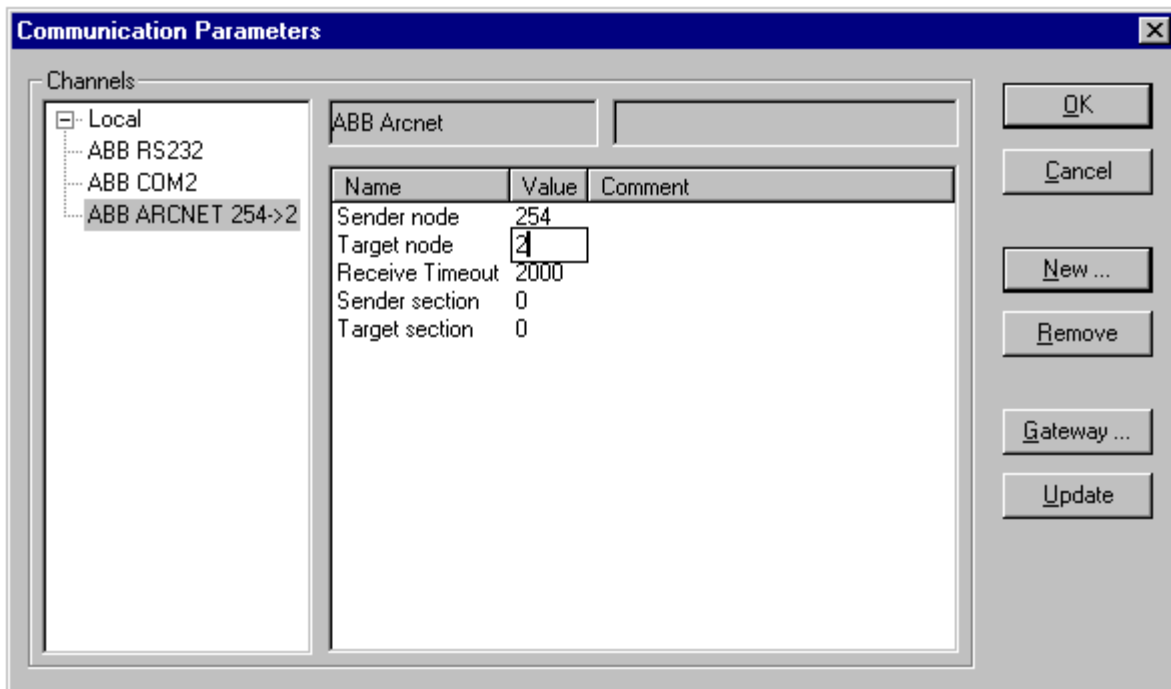 Communication Parameters
Channels
Local
ABB RS232
ABB COM2
ABB ARCNET 254->2
ABB Arcnet
Name Value Comment
Sender node 254
Target node 2
Receive Timeout 2000
Sender section 0
Target section 0
OK
Cancel
New ...
Remove
Gateway ...
Update